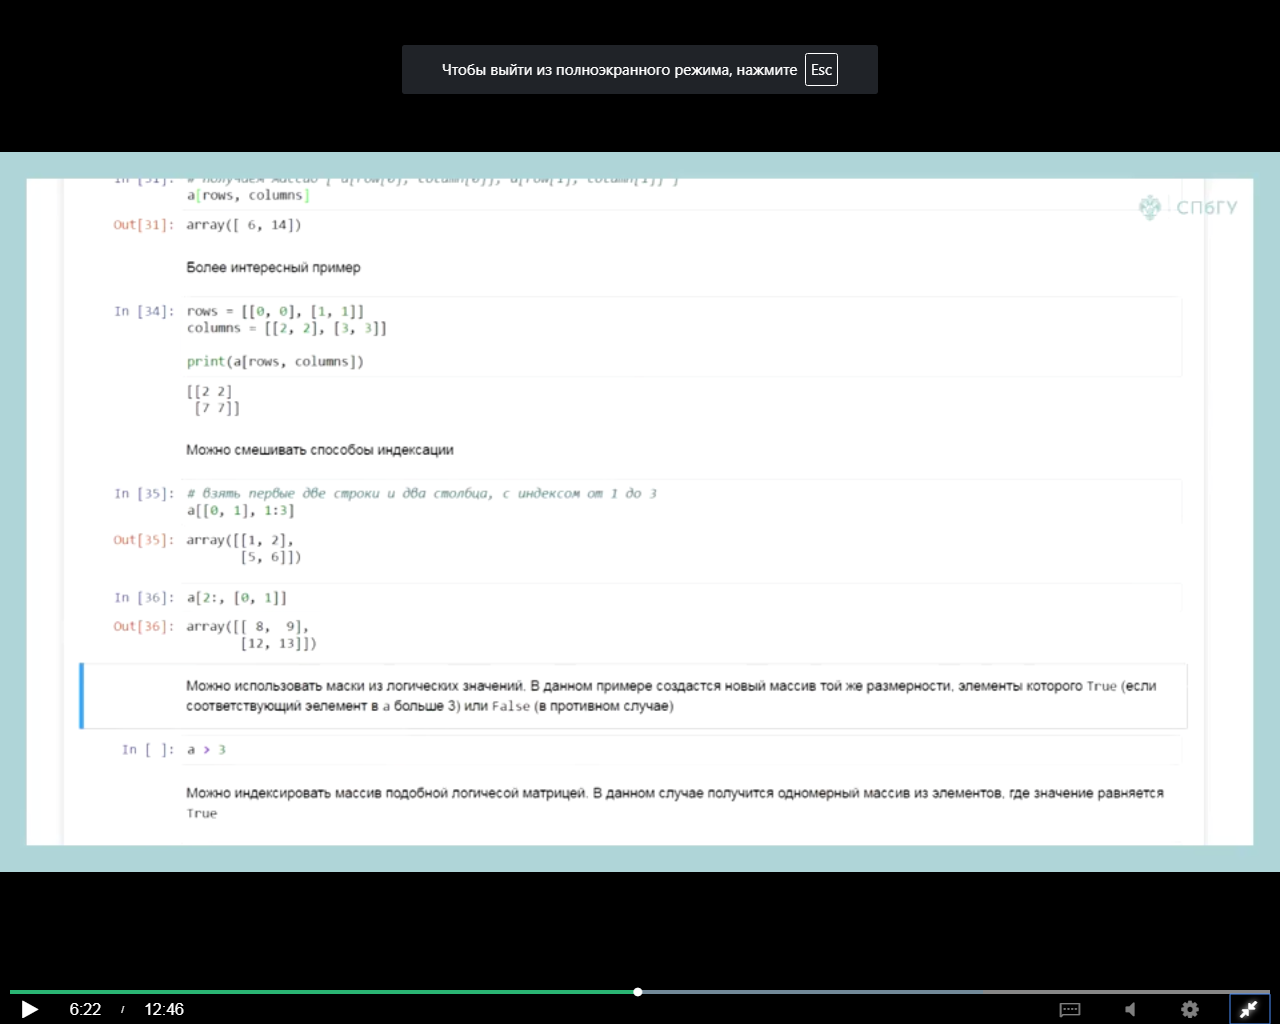 Чтобы выйти из полноэкранного режима, нажмите Esc
a[rows, columns]
СПбГУ
Out[31]: array([ 6, 14])
Более интересный пример
In [34]: rows = [[0, 0], [1, 1]]
columns = [[2, 2], [3, 3]]
print(a[rows, columns])
[[2 2]
[7 7]]
Можно смешивать способоы индексации
In [35]: # взять первые две строки и два столбца, с индексом от 1 до 3
a[[0, 1], 1:3]
Out[35]: array([[1, 2],
[5, 6]])
In [36]: a[2:, [0, 1]]
Out[36]: array([[ 8, 9],
[12, 13]])
Можно использовать маски из логических значений. В данном примере создастся новый массив той же размерности, элементы которого True (если
соответствующий эелемент в a больше 3) или False (в противном случае)
In [ ]: a > 3
Можно индексировать массив подобной логичесой матрицей. В данном случае получится одномерный массив из элементов, где значение равняется
True
6:22 / 12:46